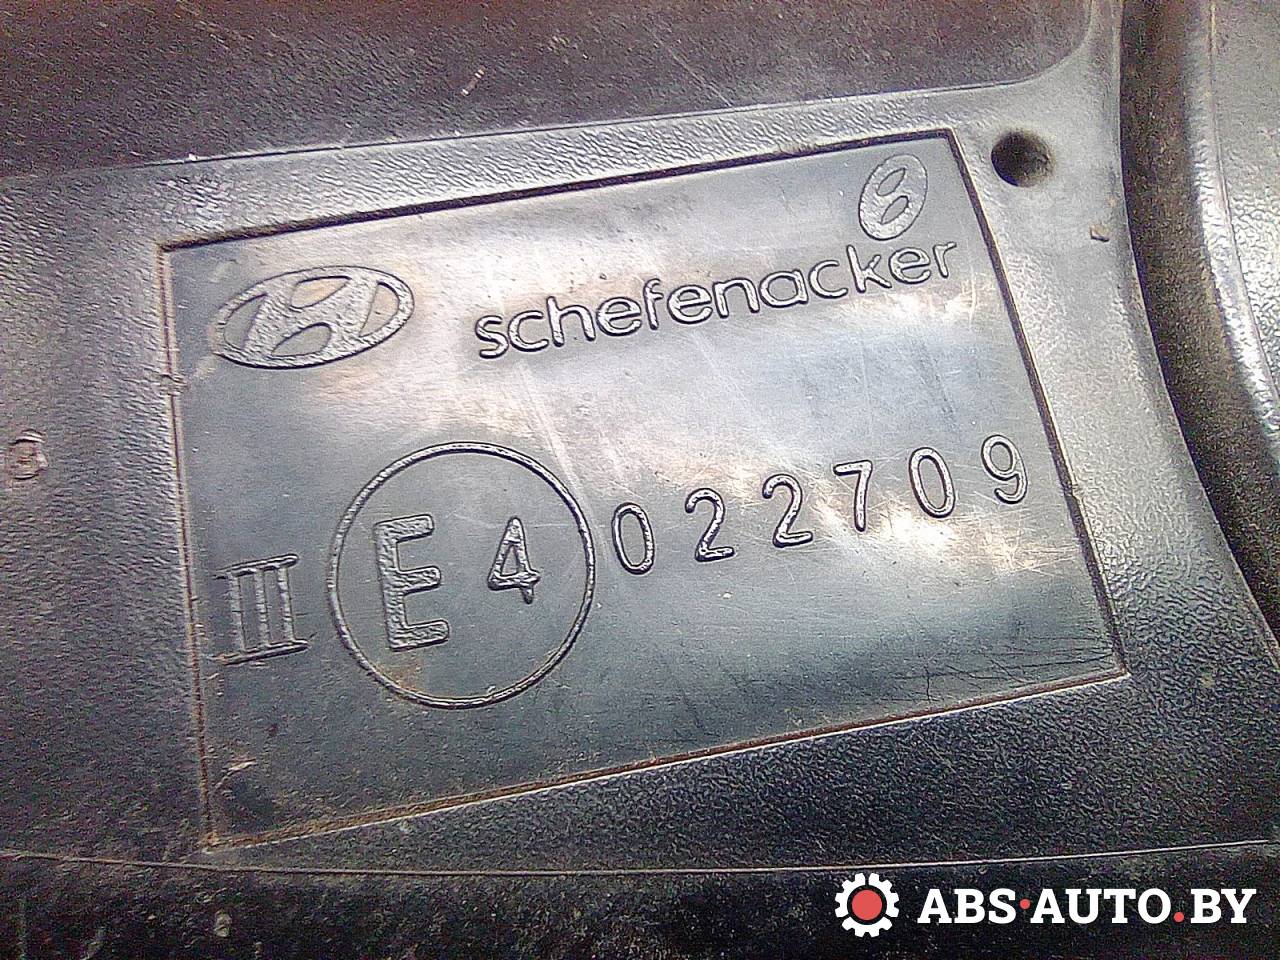 schefenacker
III E4 022709
ABS·AUTO.BY